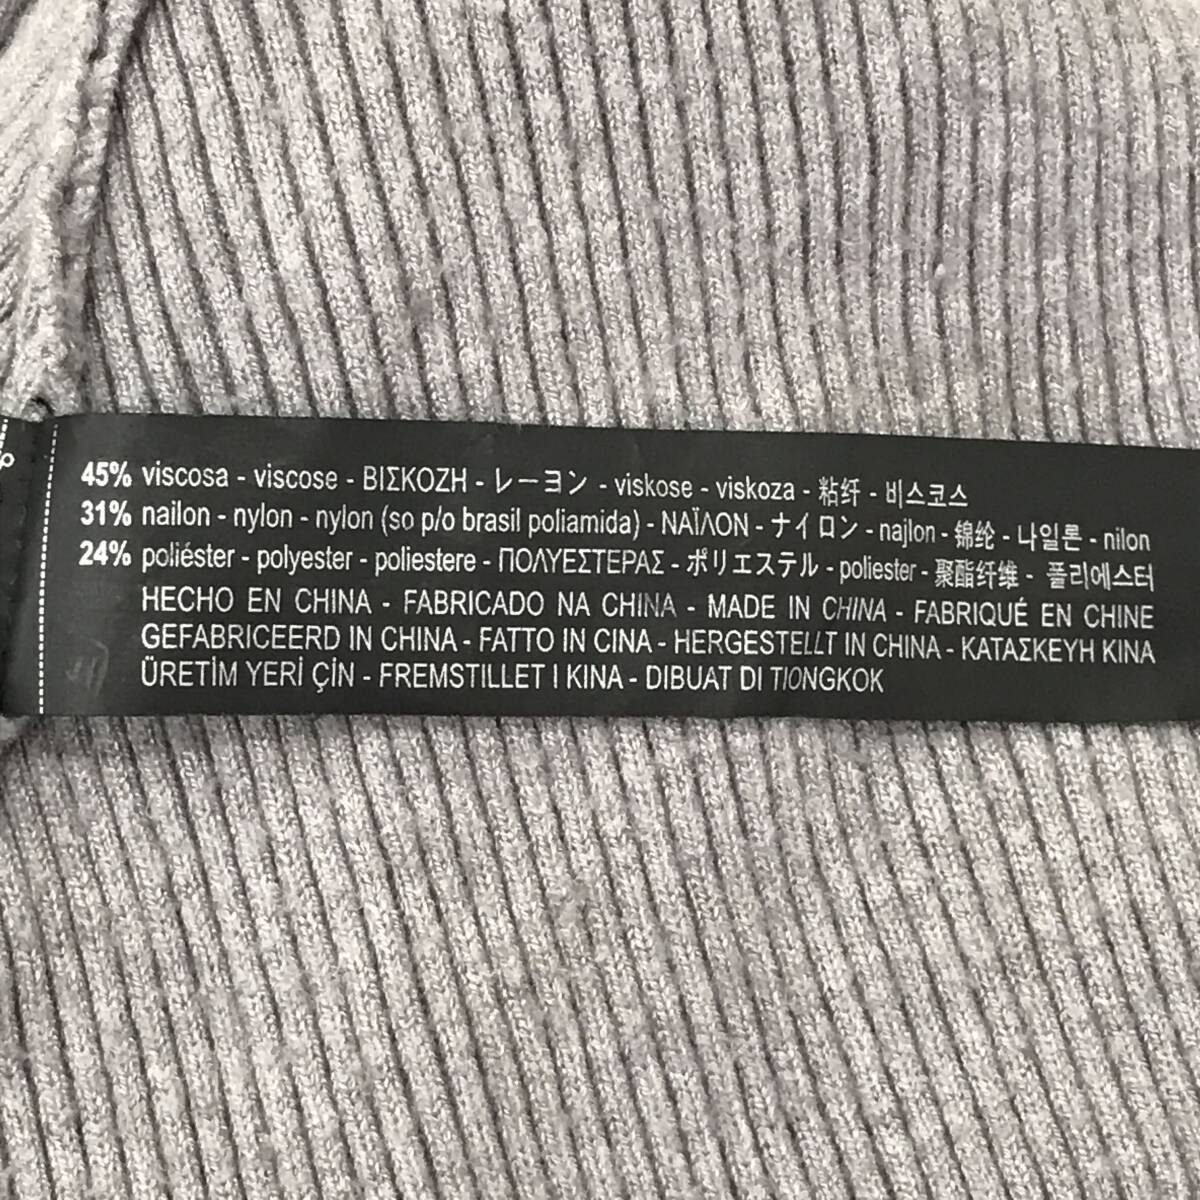 45% viscosa - viscose - ΒΙΣΚΟΖΗ - レーヨン - viskose - viskoza - 粘纤 - 비스코스
31% nailon - nylon - nylon (so p/o brasil poliamida) - ΝΑΪΛΟΝ - ナイロン - najlon - 锦纶 - 나일론 - nilon
24% poliéster - polyester - poliestere - ΠΟΛΥΕΣΤΕΡΑΣ - ポリエステル - poliester - 聚酯纤维 - 폴리에스터
HECHO EN CHINA - FABRICADO NA CHINA - MADE IN CHINA - FABRIQUÉ EN CHINE
GEFABRICEERD IN CHINA - FATTO IN CINA - HERGESTELLT IN CHINA - ΚΑΤΑΣΚΕΥΗ ΚΙΝΑ
ÜRETİM YERİ ÇİN - FREMSTILLET I KINA - DIBUAT DI TIONGKOK